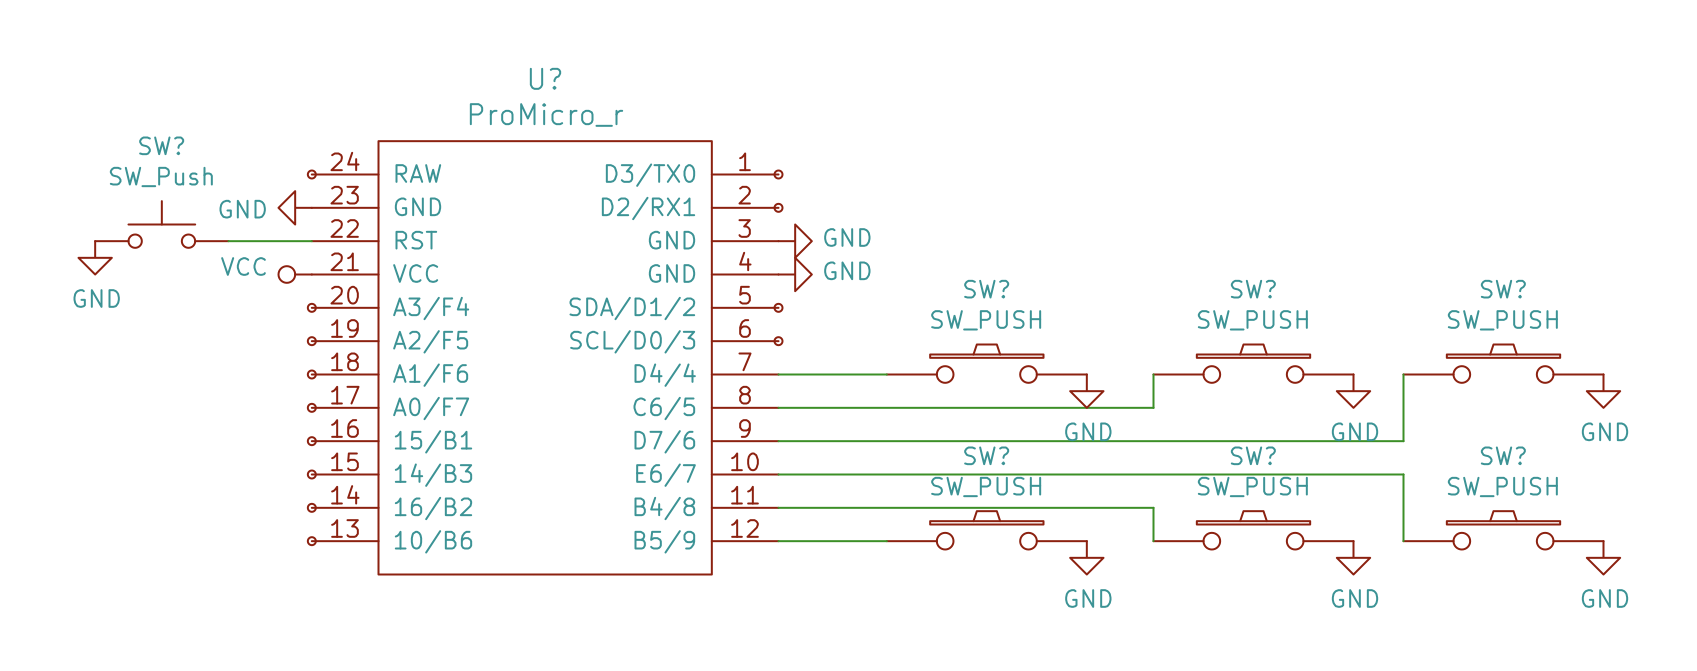 U?
ProMicro_r
SW?
SW_Push
GND
VCC
GND
24 RAW D3/TX0 1
23 GND D2/RX1 2
22 RST GND 3 GND
21 VCC GND 4 GND
20 A3/F4 SDA/D1/2 5
19 A2/F5 SCL/D0/3 6
18 A1/F6 D4/4 7
17 A0/F7 C6/5 8
16 15/B1 D7/6 9
15 14/B3 E6/7 10
14 16/B2 B4/8 11
13 10/B6 B5/9 12
SW? SW? SW?
SW_PUSH SW_PUSH SW_PUSH
GND GND GND
SW? SW? SW?
SW_PUSH SW_PUSH SW_PUSH
GND GND GND